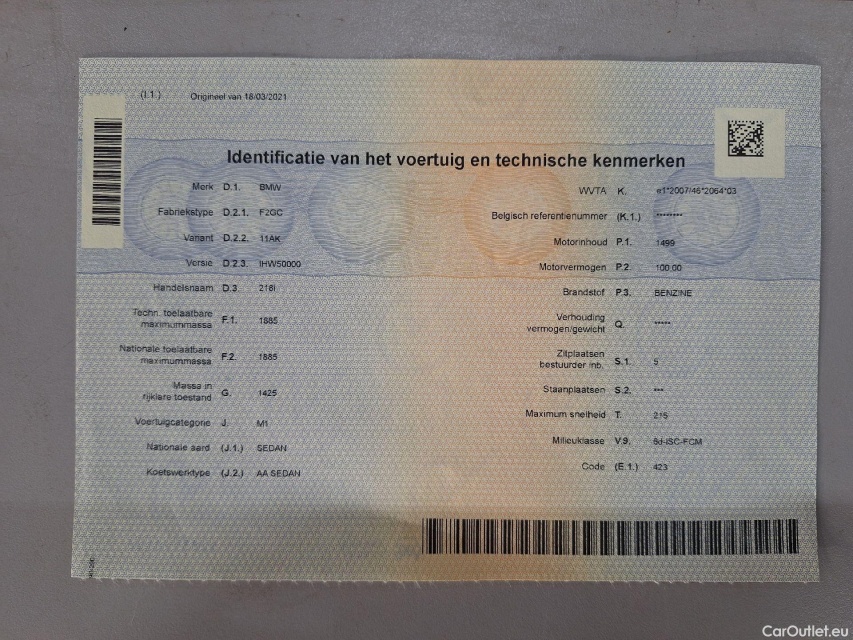 (I.1.) Origineel van 18/03/2021
Identificatie van het voertuig en technische kenmerken
Merk D.1. BMW
Fabriekstype D.2.1. F2GC
Variant D.2.2. 11AK
Versie D.2.3. IHW50000
Handelsnaam D.3 218I
Techn. toelaatbare
maximummassa F.1. 1885
Nationale toelaatbare
maximummassa F.2. 1885
Massa in
rijklare toestand G. 1425
Voertuigcategorie J. M1
Nationale aard (J.1.) SEDAN
Koetswerktype (J.2.) AA SEDAN
WVTA K. e1*2007/46*2064*03
Belgisch referentienummer (K.1.) ********
Motorinhoud P.1. 1499
Motorvermogen P.2. 100.00
Brandstof P.3. BENZINE
Verhouding
vermogen/gewicht Q. *****
Zitplaatsen
bestuurder inb. S.1. 5
Staanplaatsen S.2. ***
Maximum snelheid T. 215
Milieuklasse V.9. 6d-ISC-FCM
Code (E.1.) 423
CarOutlet.eu